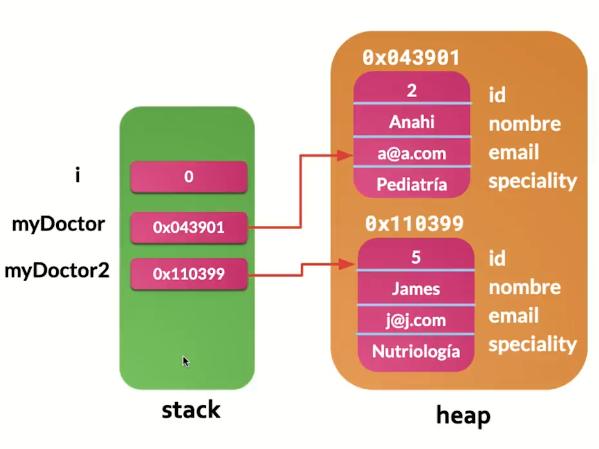 i
0
myDoctor
0x043901
myDoctor2
0x110399
stack
0x043901
2
id
Anahi
nombre
a@a.com
email
Pediatría
speciality
0x110399
5
id
James
nombre
j@j.com
email
Nutriología
speciality
heap